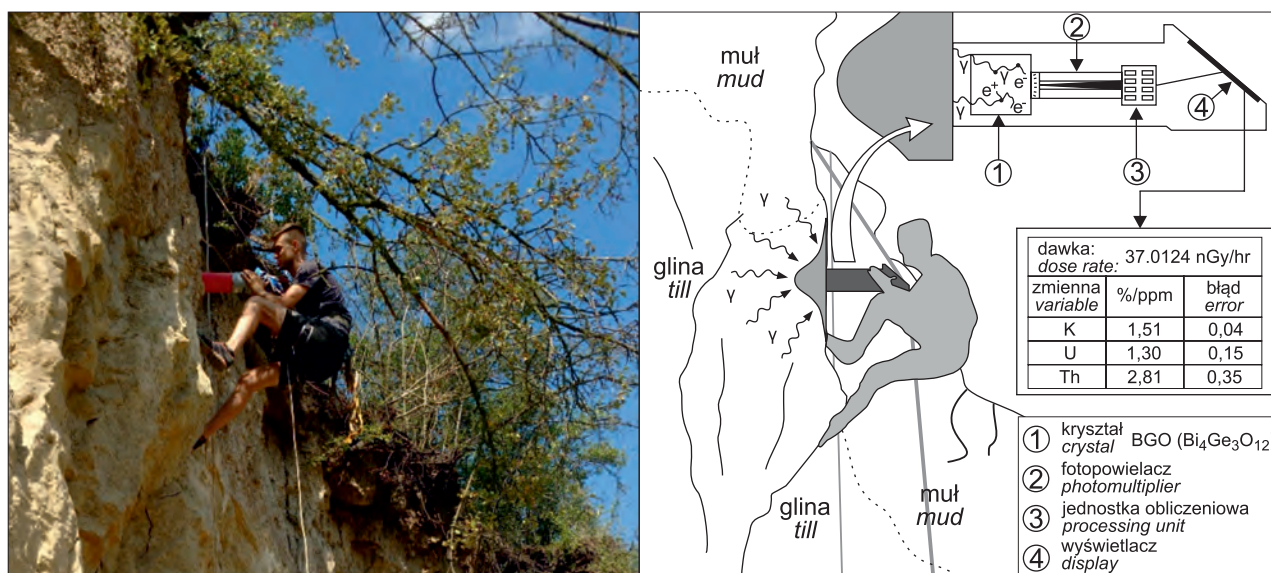 muł
mud
γ
γ
γ
glina
till
glina
till
muł
mud
②
γ
γ
γ
e-
e+
e-
①
③
④
dawka:
dose rate: 37.0124 nGy/hr
zmienna variable %/ppm błąd error
K 1,51 0,04
U 1,30 0,15
Th 2,81 0,35
① kryształ
crystal BGO (Bi4Ge3O12
② fotopowielacz
photomultiplier
③ jednostka obliczeniowa
processing unit
④ wyświetlacz
display